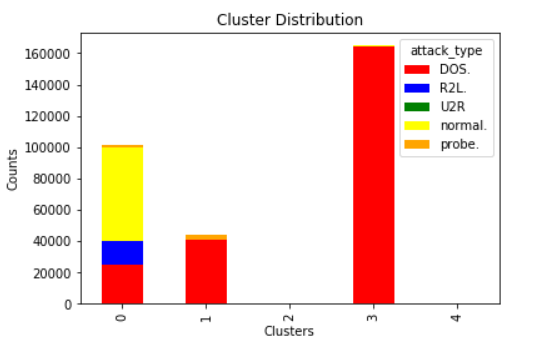 Cluster Distribution
attack_type
DOS.
R2L.
U2R
normal.
probe.
Counts
160000
140000
120000
100000
80000
60000
40000
20000
0
0
1
2
3
4
Clusters